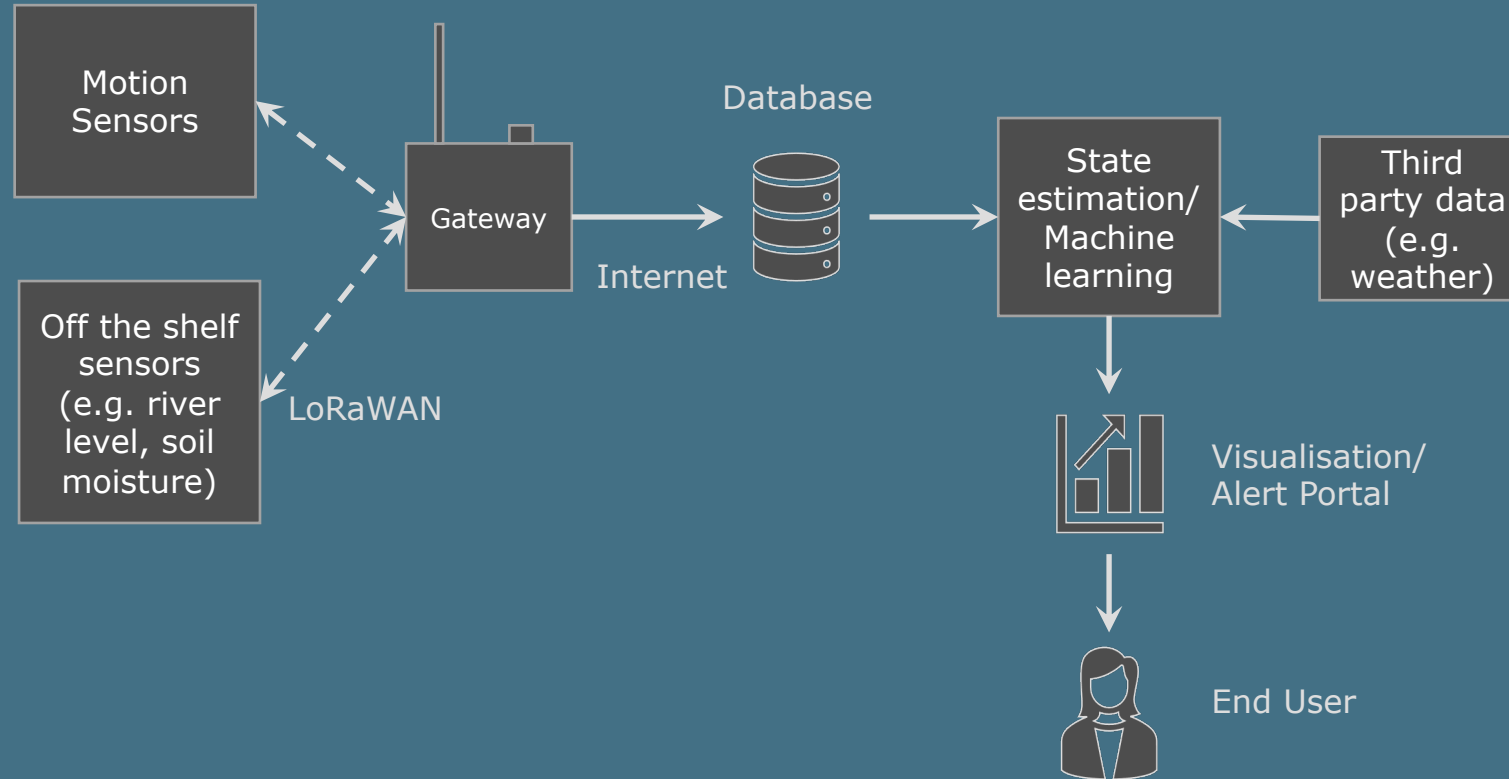 Motion
Sensors
Off the shelf
sensors
(e.g. river
level, soil
moisture)
LoRaWAN
Gateway
Internet
Database
State
estimation/
Machine
learning
Third
party data
(e.g.
weather)
Visualisation/
Alert Portal
End User